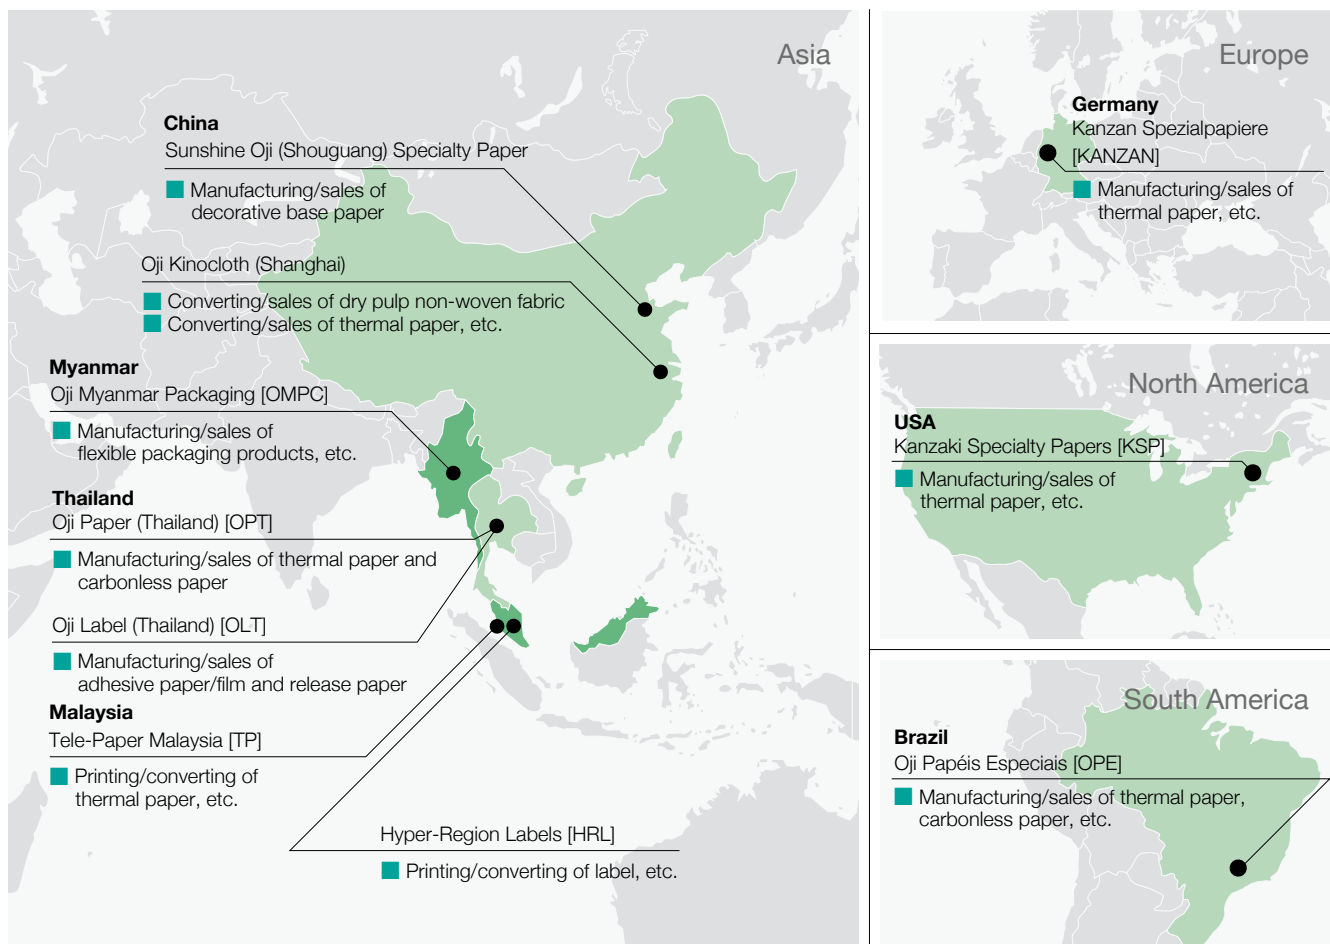 Asia
China
Sunshine Oji (Shouguang) Specialty Paper
Manufacturing/sales of
decorative base paper
Oji Kinocloth (Shanghai)
Converting/sales of dry pulp non-woven fabric
Converting/sales of thermal paper, etc.
Myanmar
Oji Myanmar Packaging [OMPC]
Manufacturing/sales of
flexible packaging products, etc.
Thailand
Oji Paper (Thailand) [OPT]
Manufacturing/sales of thermal paper and
carbonless paper
Oji Label (Thailand) [OLT]
Manufacturing/sales of
adhesive paper/film and release paper
Malaysia
Tele-Paper Malaysia [TP]
Printing/converting of
thermal paper, etc.
Hyper-Region Labels [HRL]
Printing/converting of label, etc.
Europe
Germany
Kanzan Spezialpapiere
[KANZAN]
Manufacturing/sales of
thermal paper, etc.
North America
USA
Kanzaki Specialty Papers [KSP]
Manufacturing/sales of
thermal paper, etc.
South America
Brazil
Oji Papéis Especiais [OPE]
Manufacturing/sales of thermal paper,
carbonless paper, etc.